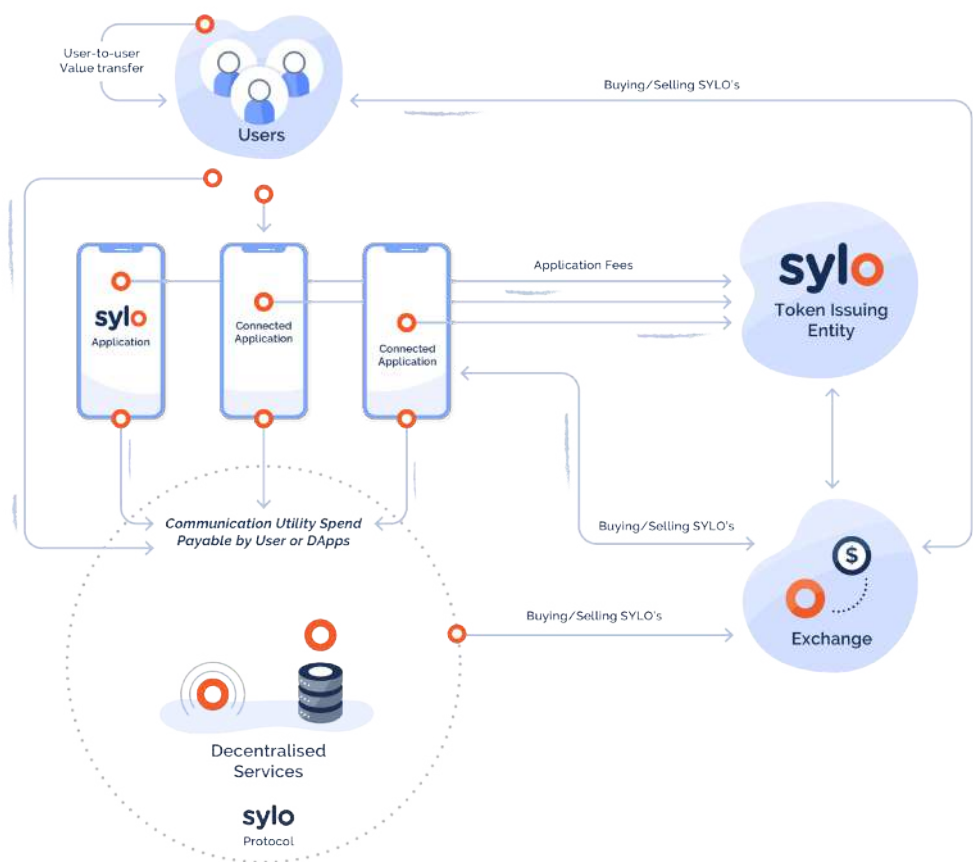 User-to-user
Value transfer
Users
Buying/Selling SYLO's
sylo
Application
Connected
Application
Connected
Application
Application Fees
sylo
Token Issuing
Entity
Communication Utility Spend
Payable by User or DApps
Buying/Selling SYLO's
$
Exchange
Buying/Selling SYLO's
Decentralised
Services
sylo
Protocol